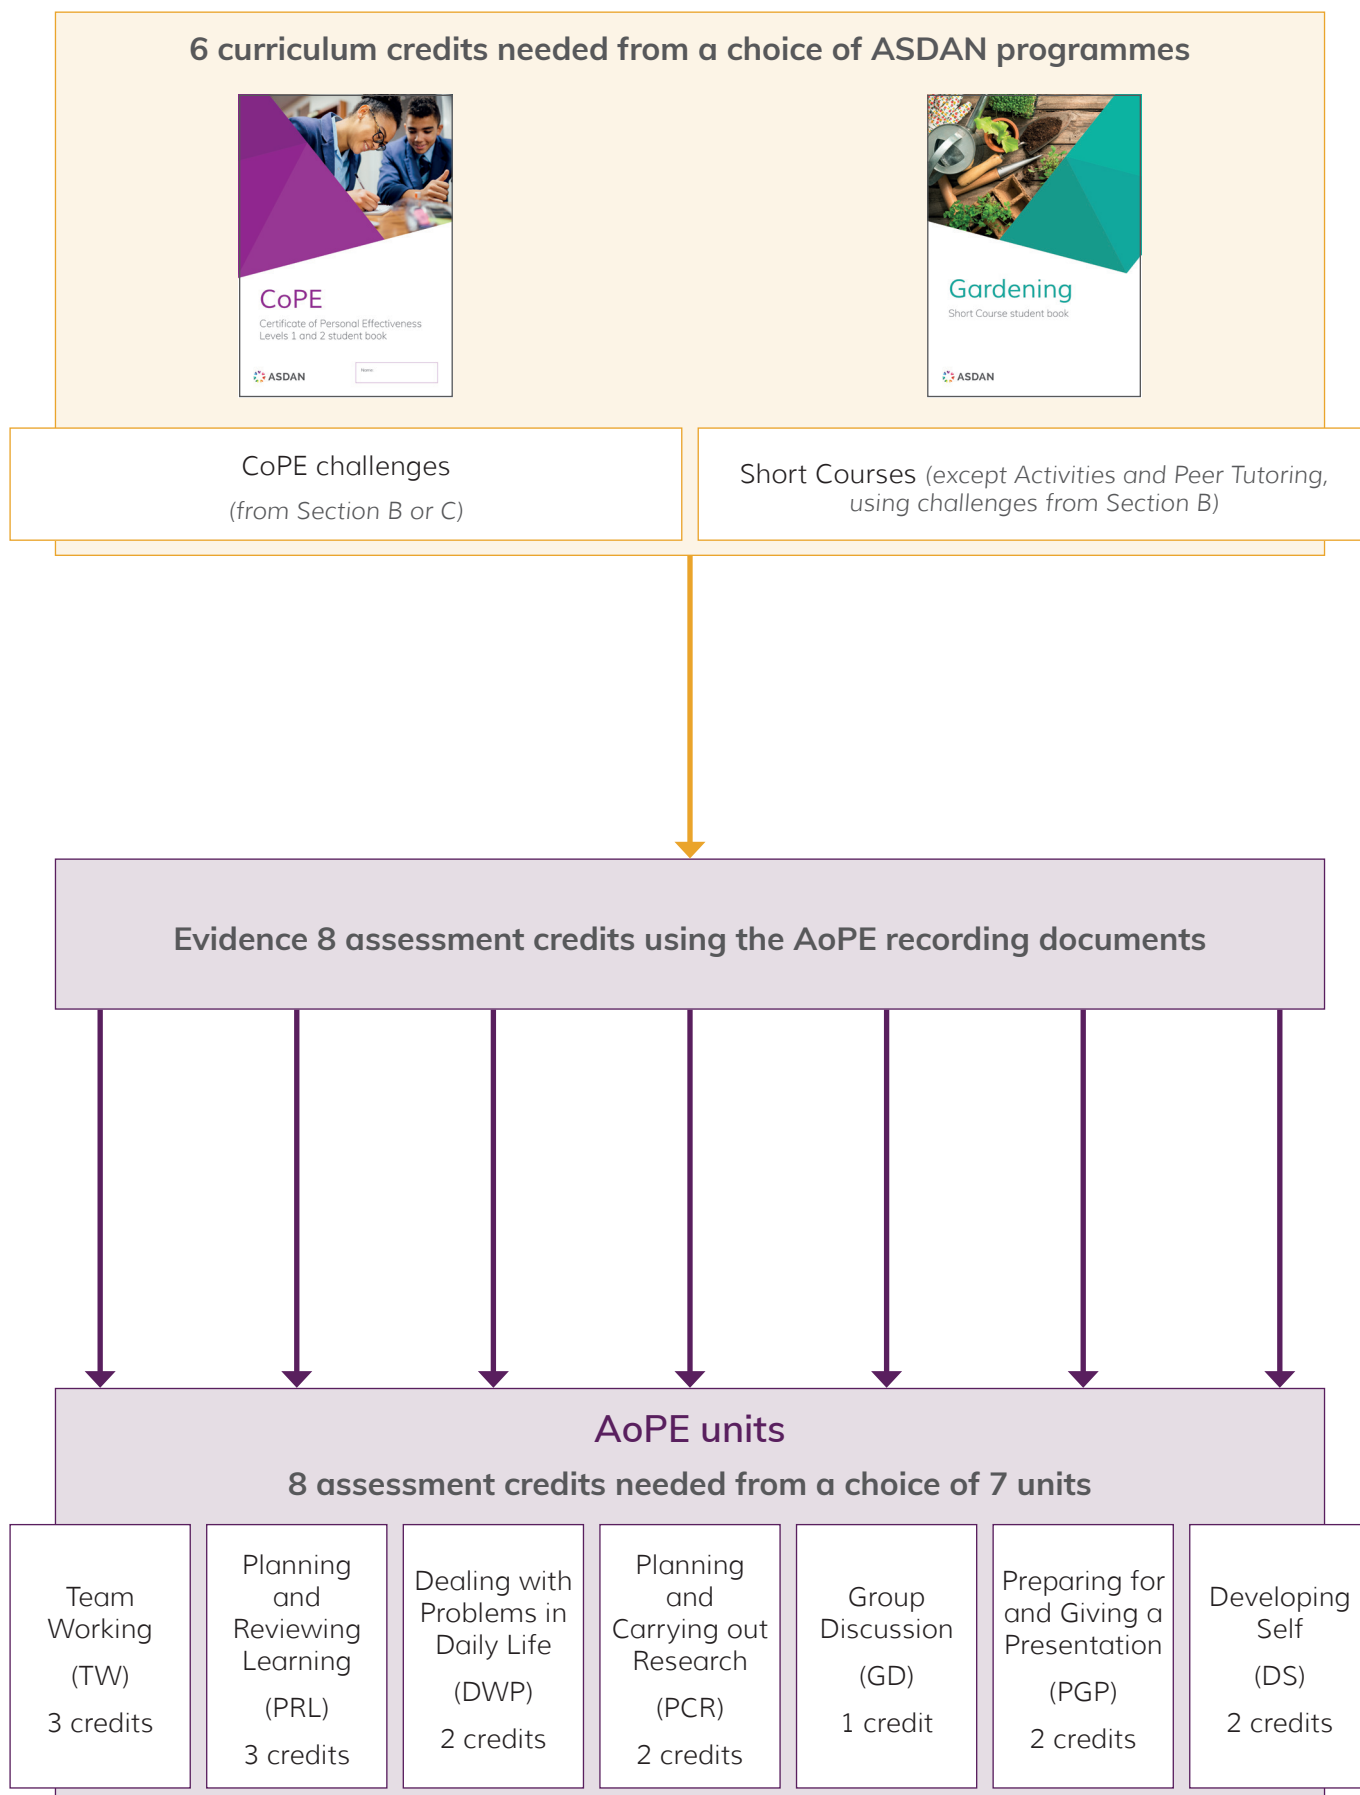 6 curriculum credits needed from a choice of ASDAN programmes
CoPE
Certificate of Personal Effectiveness
Levels 1 and 2 student book
ASDAN
Name
Gardening
Short Course student book
ASDAN
CoPE challenges
(from Section B or C)
Short Courses (except Activities and Peer Tutoring,
using challenges from Section B)
Evidence 8 assessment credits using the AoPE recording documents
AoPE units
8 assessment credits needed from a choice of 7 units
Team
Working
(TW)
3 credits
Planning
and
Reviewing
Learning
(PRL)
3 credits
Dealing with
Problems in
Daily Life
(DWP)
2 credits
Planning
and
Carrying out
Research
(PCR)
2 credits
Group
Discussion
(GD)
1 credit
Preparing for
and Giving a
Presentation
(PGP)
2 credits
Developing
Self
(DS)
2 credits